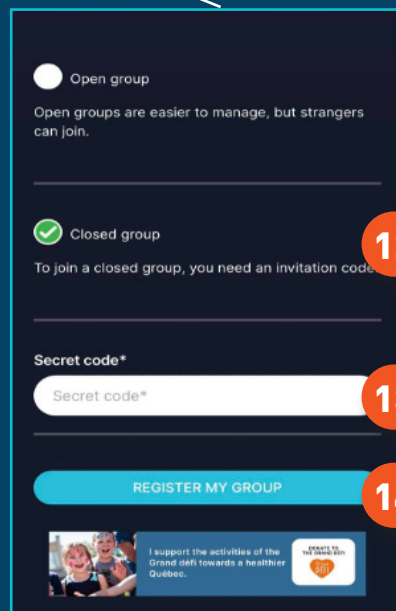 Open group
Open groups are easier to manage, but strangers
can join.
Closed group
To join a closed group, you need an invitation code.
Secret code*
Secret code*
REGISTER MY GROUP
I support the activities of the
Grand défi towards a healthier
Québec.
DONATE TO
THE GRAND DÉFI